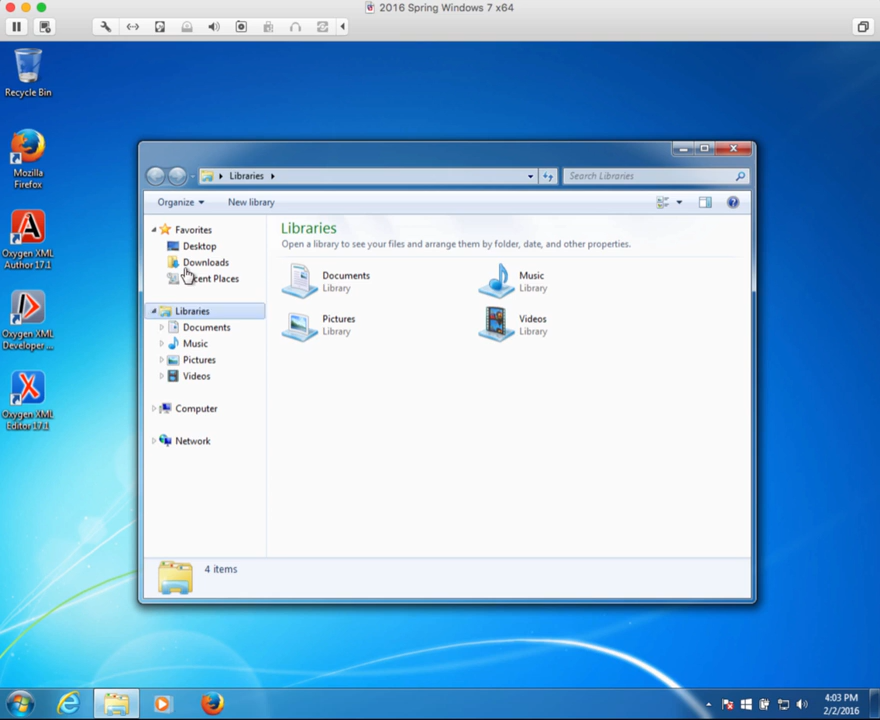 2016 Spring Windows 7 x64
Recycle Bin
Mozilla
Firefox
Oxygen XML
Author 17.1
Oxygen XML
Developer ...
Oxygen XML
Editor 17.1
Libraries
Search Libraries
Organize
New library
Favorites
Desktop
Downloads
cent Places
Libraries
Documents
Music
Pictures
Videos
Computer
Network
Libraries
Open a library to see your files and arrange them by folder, date, and other properties.
Documents
Library
Music
Library
Pictures
Library
Videos
Library
4 items
4:03 PM
2/2/2016